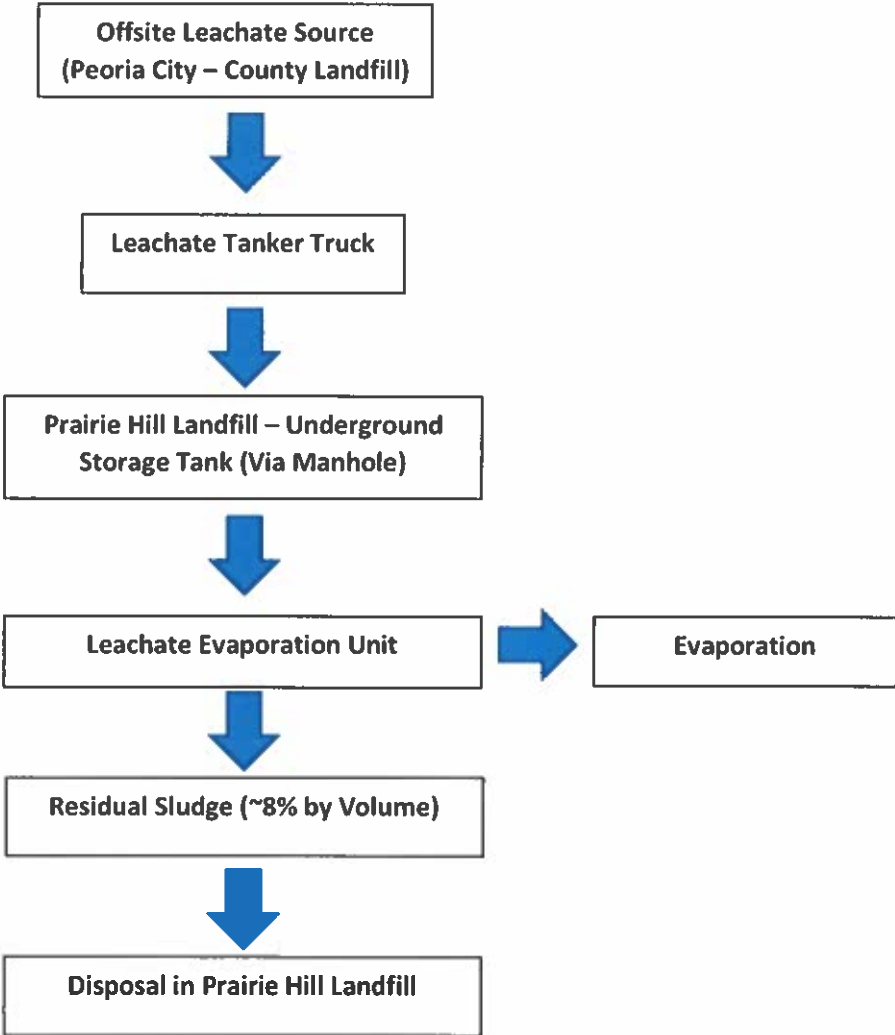 Offsite Leachate Source
(Peoria City – County Landfill)
Leachate Tanker Truck
Prairie Hill Landfill – Underground
Storage Tank (Via Manhole)
Leachate Evaporation Unit
Evaporation
Residual Sludge (~8% by Volume)
Disposal in Prairie Hill Landfill